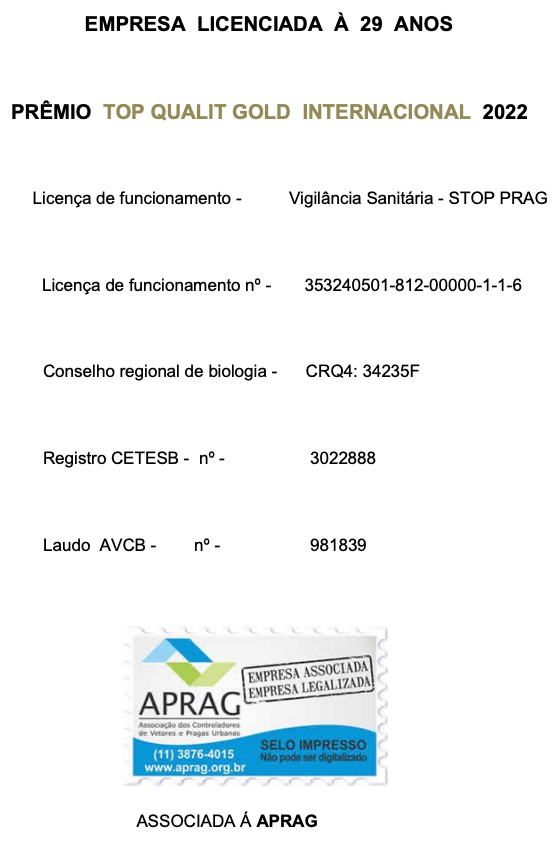 EMPRESA LICENCIADA À 29 ANOS
PRÊMIO TOP QUALIT GOLD INTERNACIONAL 2022
Licença de funcionamento - Vigilância Sanitária - STOP PRAG
Licença de funcionamento nº - 353240501-812-00000-1-1-6
Conselho regional de biologia - CRQ4: 34235F
Registro CETESB - nº - 3022888
Laudo AVCB - nº - 981839
EMPRESA ASSOCIADA
EMPRESA LEGALIZADA
APRAG
Associação dos Controladores
de Vetores e Pragas Urbanas
(11) 3876-4015
www.aprag.org.br
SELO IMPRESSO
Não pode ser digitalizado
ASSOCIADA Á APRAG